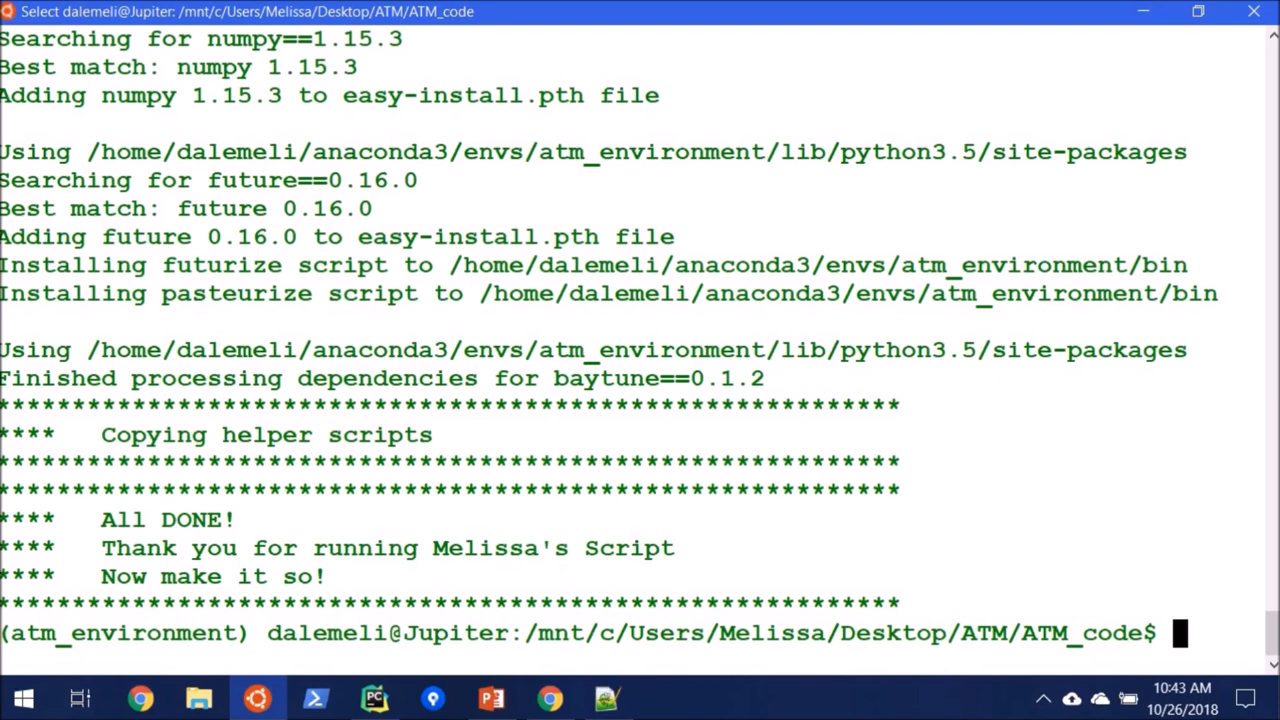 Select dalemeli@Jupiter: /mnt/c/Users/Melissa/Desktop/ATM/ATM_code
Searching for numpy==1.15.3
Best match: numpy 1.15.3
Adding numpy 1.15.3 to easy-install.pth file
Using /home/dalemeli/anaconda3/envs/atm_environment/lib/python3.5/site-packages
Searching for future==0.16.0
Best match: future 0.16.0
Adding future 0.16.0 to easy-install.pth file
Installing futurize script to /home/dalemeli/anaconda3/envs/atm_environment/bin
Installing pasteurize script to /home/dalemeli/anaconda3/envs/atm_environment/bin
Using /home/dalemeli/anaconda3/envs/atm_environment/lib/python3.5/site-packages
Finished processing dependencies for baytune==0.1.2
************************************************************
**** Copying helper scripts
************************************************************
************************************************************
**** All DONE!
**** Thank you for running Melissa's Script
**** Now make it so!
************************************************************
(atm_environment) dalemeli@Jupiter:/mnt/c/Users/Melissa/Desktop/ATM/ATM_code$
PC
P
10:43 AM
10/26/2018